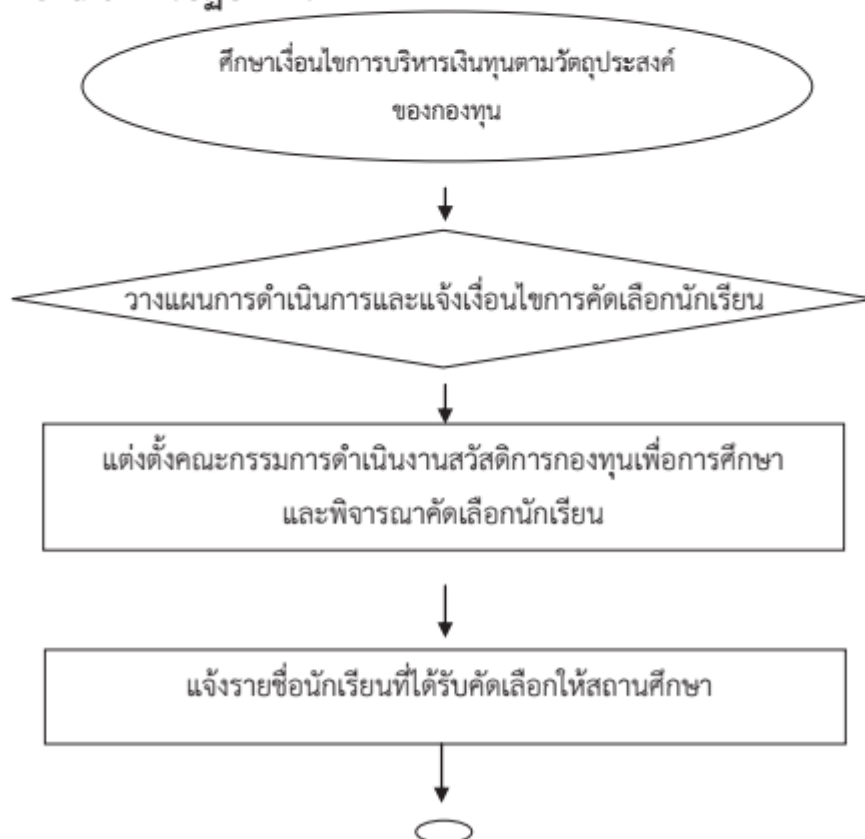 ศึกษาเงื่อนไขการบริหารเงินทุนตามวัตถุประสงค์
ของกองทุน
วางแผนการดำเนินการและแจ้งเงื่อนไขการคัดเลือกนักเรียน
แต่งตั้งคณะกรรมการดำเนินงานสวัสดิการกองทุนเพื่อการศึกษา
และพิจารณาคัดเลือกนักเรียน
แจ้งรายชื่อนักเรียนที่ได้รับคัดเลือกให้สถานศึกษา